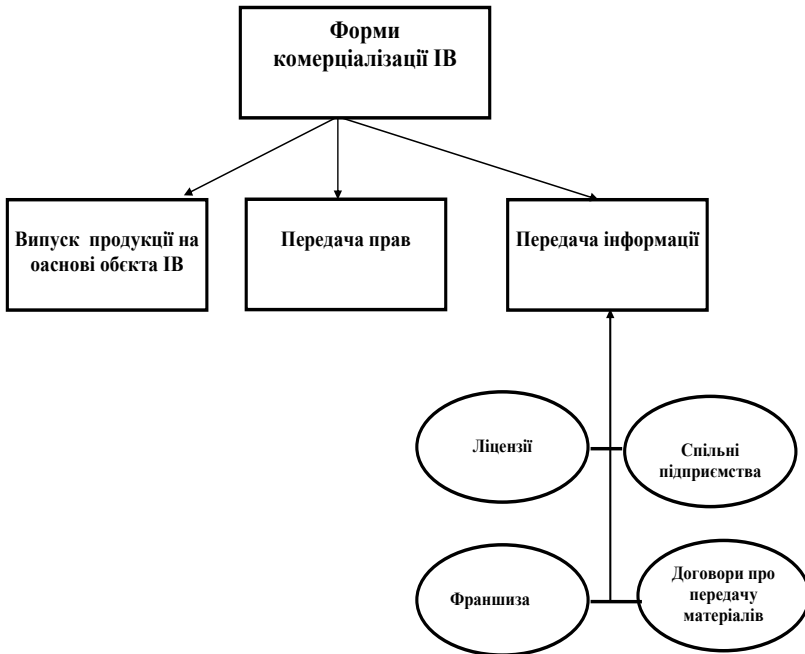 Форми
комерціалізації ІВ
Випуск продукції на
оаснові обєкта ІВ
Передача прав
Передача інформації
Ліцензії
Спільні
підприємства
Франшиза
Договори про
передачу
матеріалів